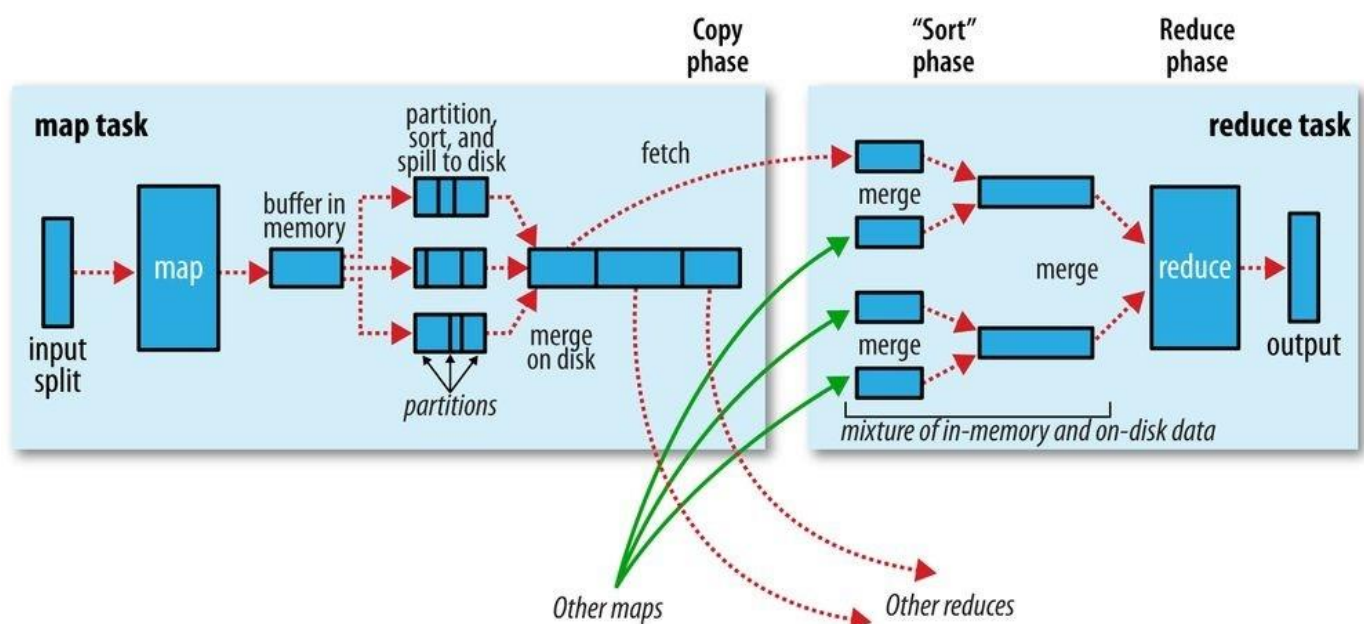 Copy
phase
“Sort”
phase
Reduce
phase
map task
partition,
sort, and
spill to disk
fetch
reduce task
buffer in
memory
merge
map
merge
reduce
input
split
merge
on disk
merge
output
partitions
mixture of in-memory and on-disk data
Other maps
Other reduces